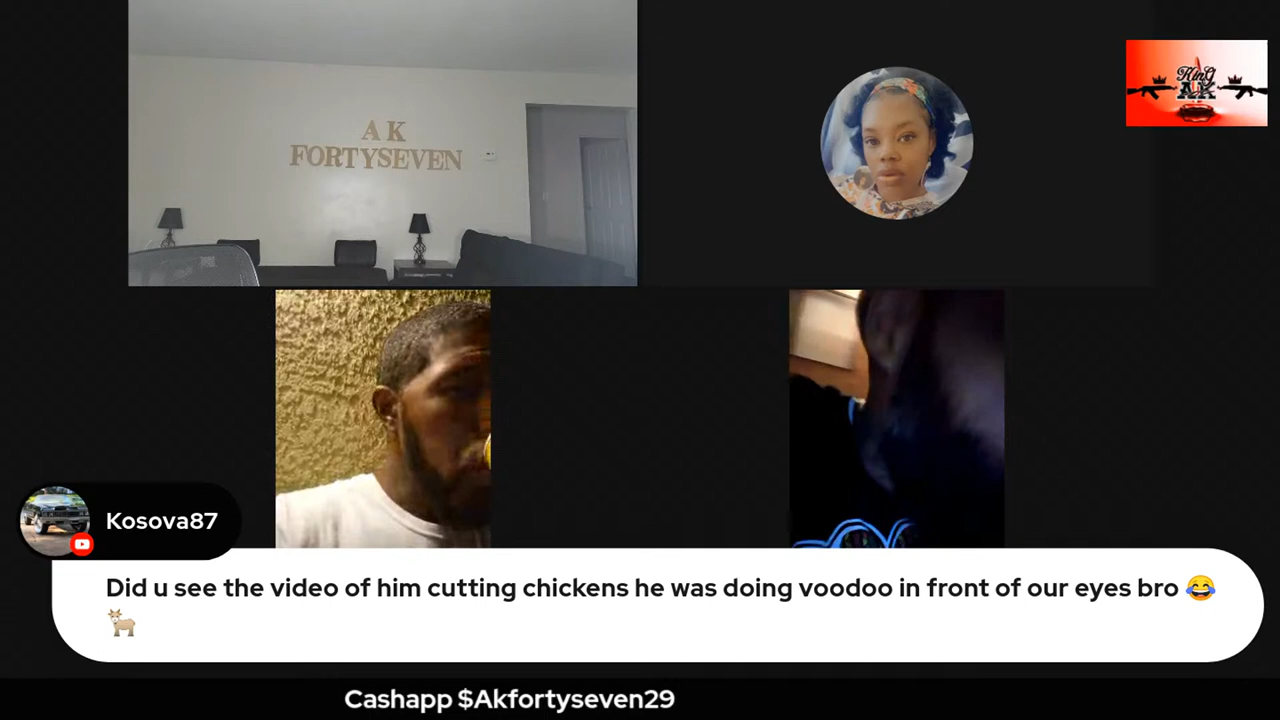 A K
FORTYSEVEN
KinG
AK
Kosova87
Did u see the video of him cutting chickens he was doing voodoo in front of our eyes bro 😂
🐐
Cashapp $Akfortyseven29